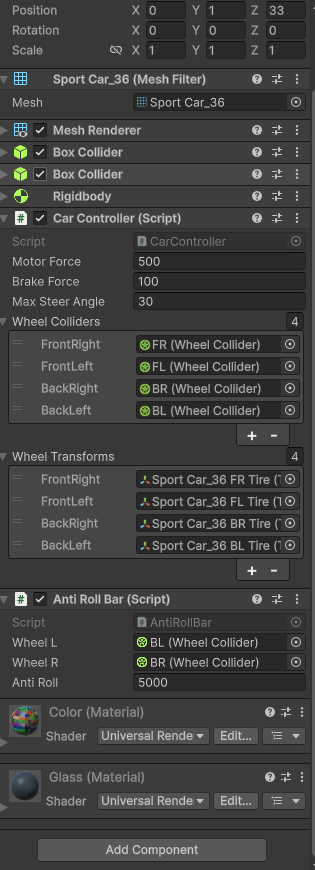 Position X 0 Y 1 Z 33
Rotation X 0 Y 0 Z 0
Scale X 1 Y 1 Z 1
Sport Car_36 (Mesh Filter)
Mesh Sport Car_36
Mesh Renderer
Box Collider
Box Collider
Rigidbody
# Car Controller (Script)
Script # CarController
Motor Force 500
Brake Force 100
Max Steer Angle 30
Wheel Colliders 4
FrontRight FR (Wheel Collider)
FrontLeft FL (Wheel Collider)
BackRight BR (Wheel Collider)
BackLeft BL (Wheel Collider)
+ -
Wheel Transforms 4
FrontRight Sport Car_36 FR Tire (T
FrontLeft Sport Car_36 FL Tire (T
BackRight Sport Car_36 BR Tire (T
BackLeft Sport Car_36 BL Tire (T
+ -
# Anti Roll Bar (Script)
Script # AntiRollBar
Wheel L BL (Wheel Collider)
Wheel R BR (Wheel Collider)
Anti Roll 5000
Color (Material)
Shader Universal Rende Edit...
Glass (Material)
Shader Universal Rende Edit...
Add Component